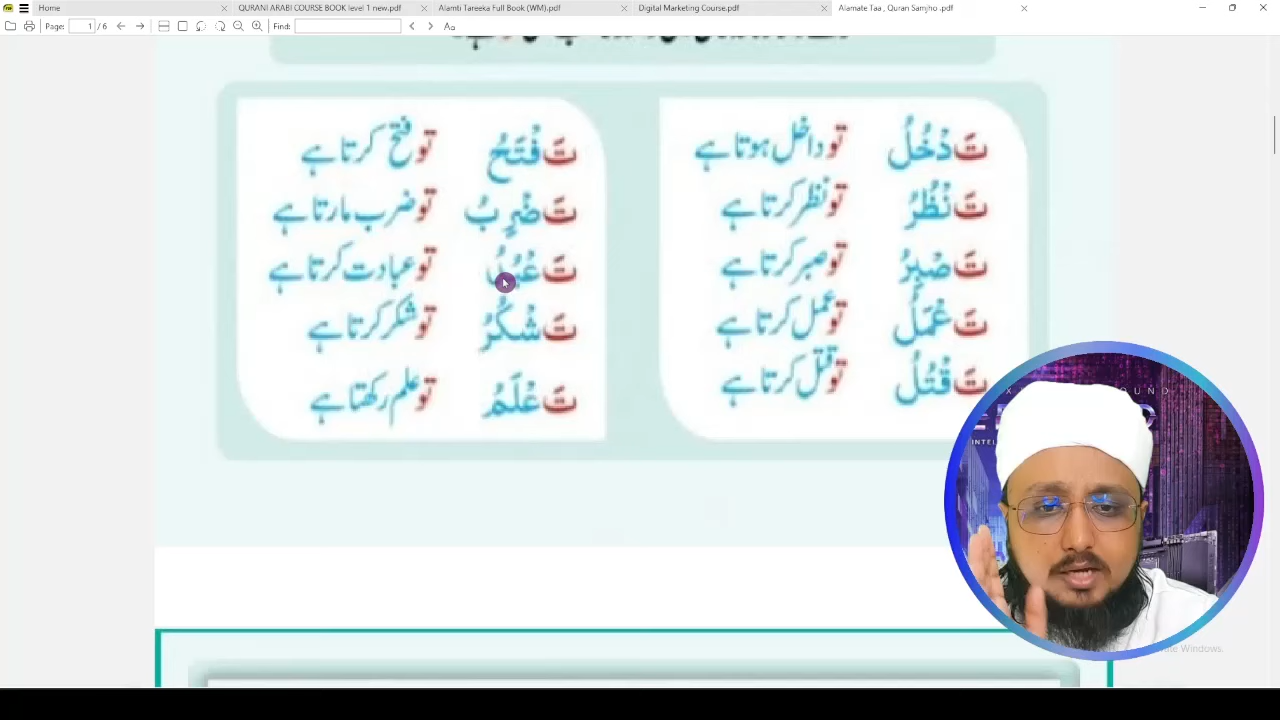 Home QURANI ARABI COURSE BOOK level 1 new.pdf Alamti Tareeka Full Book (WM).pdf Digital Marketing Course.pdf Alamate Taa , Quran Samjho .pdf
Page: 1 / 6 Find:
تَدْخُلُ تو داخل ہوتا ہے
تَنْظُرُ تو نظر کرتا ہے
تَصْبِرُ تو صبر کرتا ہے
تَعْمَلُ تو عمل کرتا ہے
تَقْتُلُ تو قتل کرتا ہے
تَفْتَحُ تو فتح کرتا ہے
تَضْرِبُ تو ضرب مارتا ہے
تَعْبُدُ تو عبادت کرتا ہے
تَشْكُرُ تو شکر کرتا ہے
تَعْلَمُ تو علم رکھتا ہے